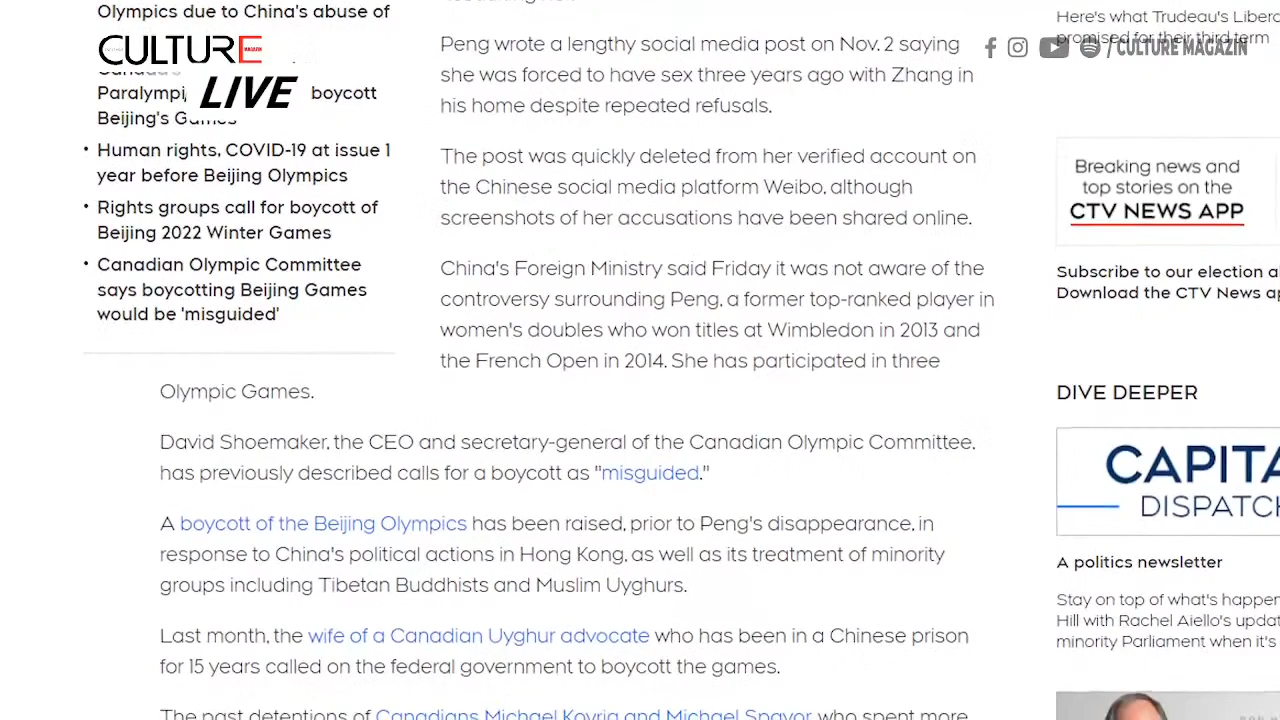 Olympics due to China's abuse of
CULTURE
LIVE
Paralympi
boycott
Beijing's Games
• Human rights, COVID-19 at issue 1
year before Beijing Olympics
• Rights groups call for boycott of
Beijing 2022 Winter Games
• Canadian Olympic Committee
says boycotting Beijing Games
would be 'misguided'
Peng wrote a lengthy social media post on Nov. 2 saying
she was forced to have sex three years ago with Zhang in
his home despite repeated refusals.
The post was quickly deleted from her verified account on
the Chinese social media platform Weibo, although
screenshots of her accusations have been shared online.
China's Foreign Ministry said Friday it was not aware of the
controversy surrounding Peng, a former top-ranked player in
women's doubles who won titles at Wimbledon in 2013 and
the French Open in 2014. She has participated in three
Olympic Games.
David Shoemaker, the CEO and secretary-general of the Canadian Olympic Committee,
has previously described calls for a boycott as "misguided."
A boycott of the Beijing Olympics has been raised, prior to Peng's disappearance, in
response to China's political actions in Hong Kong, as well as its treatment of minority
groups including Tibetan Buddhists and Muslim Uyghurs.
Last month, the wife of a Canadian Uyghur advocate who has been in a Chinese prison
for 15 years called on the federal government to boycott the games.
The past detentions of Canadians Michael Kovrig and Michael Spavor who spent more
Here's what Trudeau's Libera
promised for their third term
/ CULTURE MAGAZIN
Breaking news and
top stories on the
CTV NEWS APP
Subscribe to our election al
Download the CTV News ap
DIVE DEEPER
CAPITA
DISPATCH
A politics newsletter
Stay on top of what's happen
Hill with Rachel Aiello's updat
minority Parliament when it's